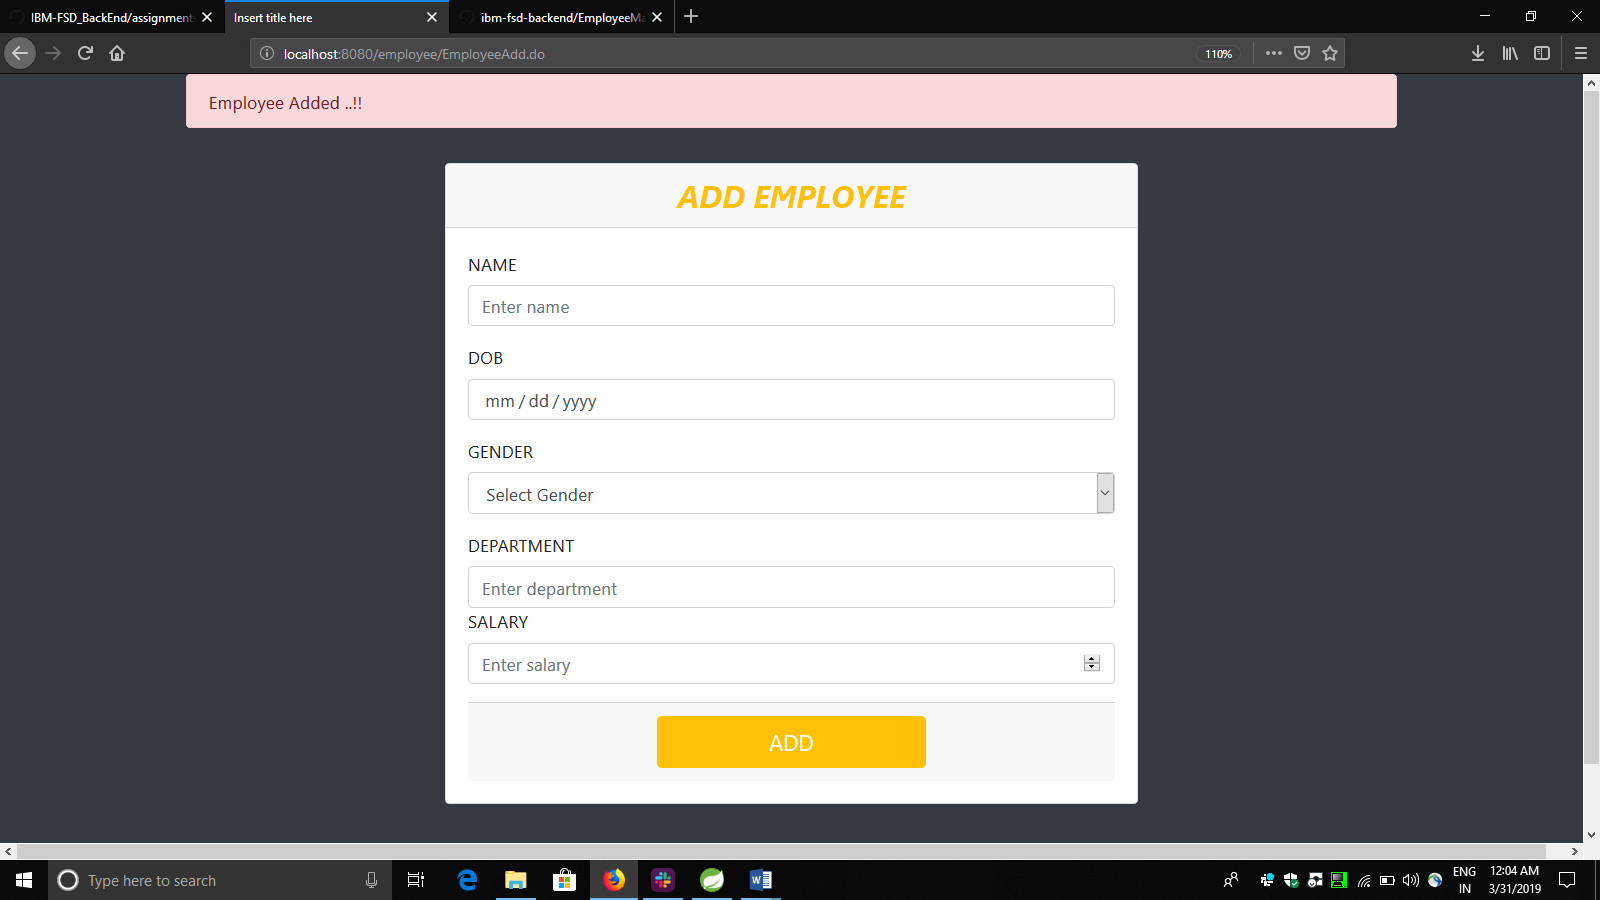 IBM-FSD_BackEnd/assignment
Insert title here
ibm-fsd-backend/EmployeeMa
localhost:8080/employee/EmployeeAdd.do
110%
Employee Added ..!!
ADD EMPLOYEE
NAME
Enter name
DOB
mm / dd / yyyy
GENDER
Select Gender
DEPARTMENT
Enter department
SALARY
Enter salary
ADD
Type here to search
ENG
IN
12:04 AM
3/31/2019